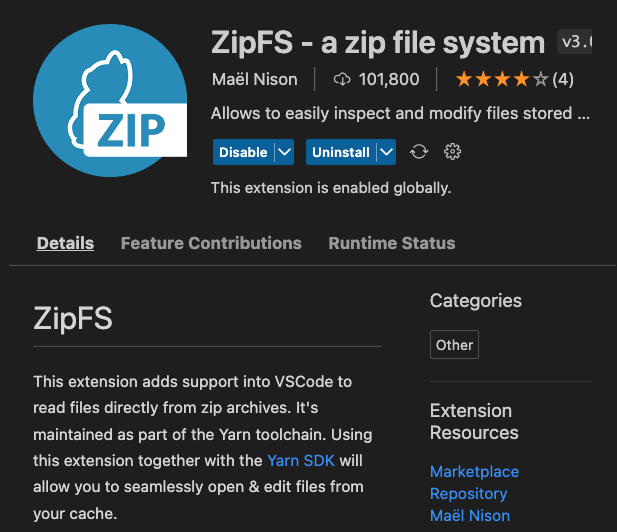 ZipFS - a zip file system
Maël Nison 101,800 (4)
Allows to easily inspect and modify files stored ...
ZIP
Disable Uninstall
This extension is enabled globally.
Details Feature Contributions Runtime Status
ZipFS
This extension adds support into VSCode to
read files directly from zip archives. It's
maintained as part of the Yarn toolchain. Using
this extension together with the Yarn SDK will
allow you to seamlessly open & edit files from
your cache.
Categories
Other
Extension
Resources
Marketplace
Repository
Maël Nison